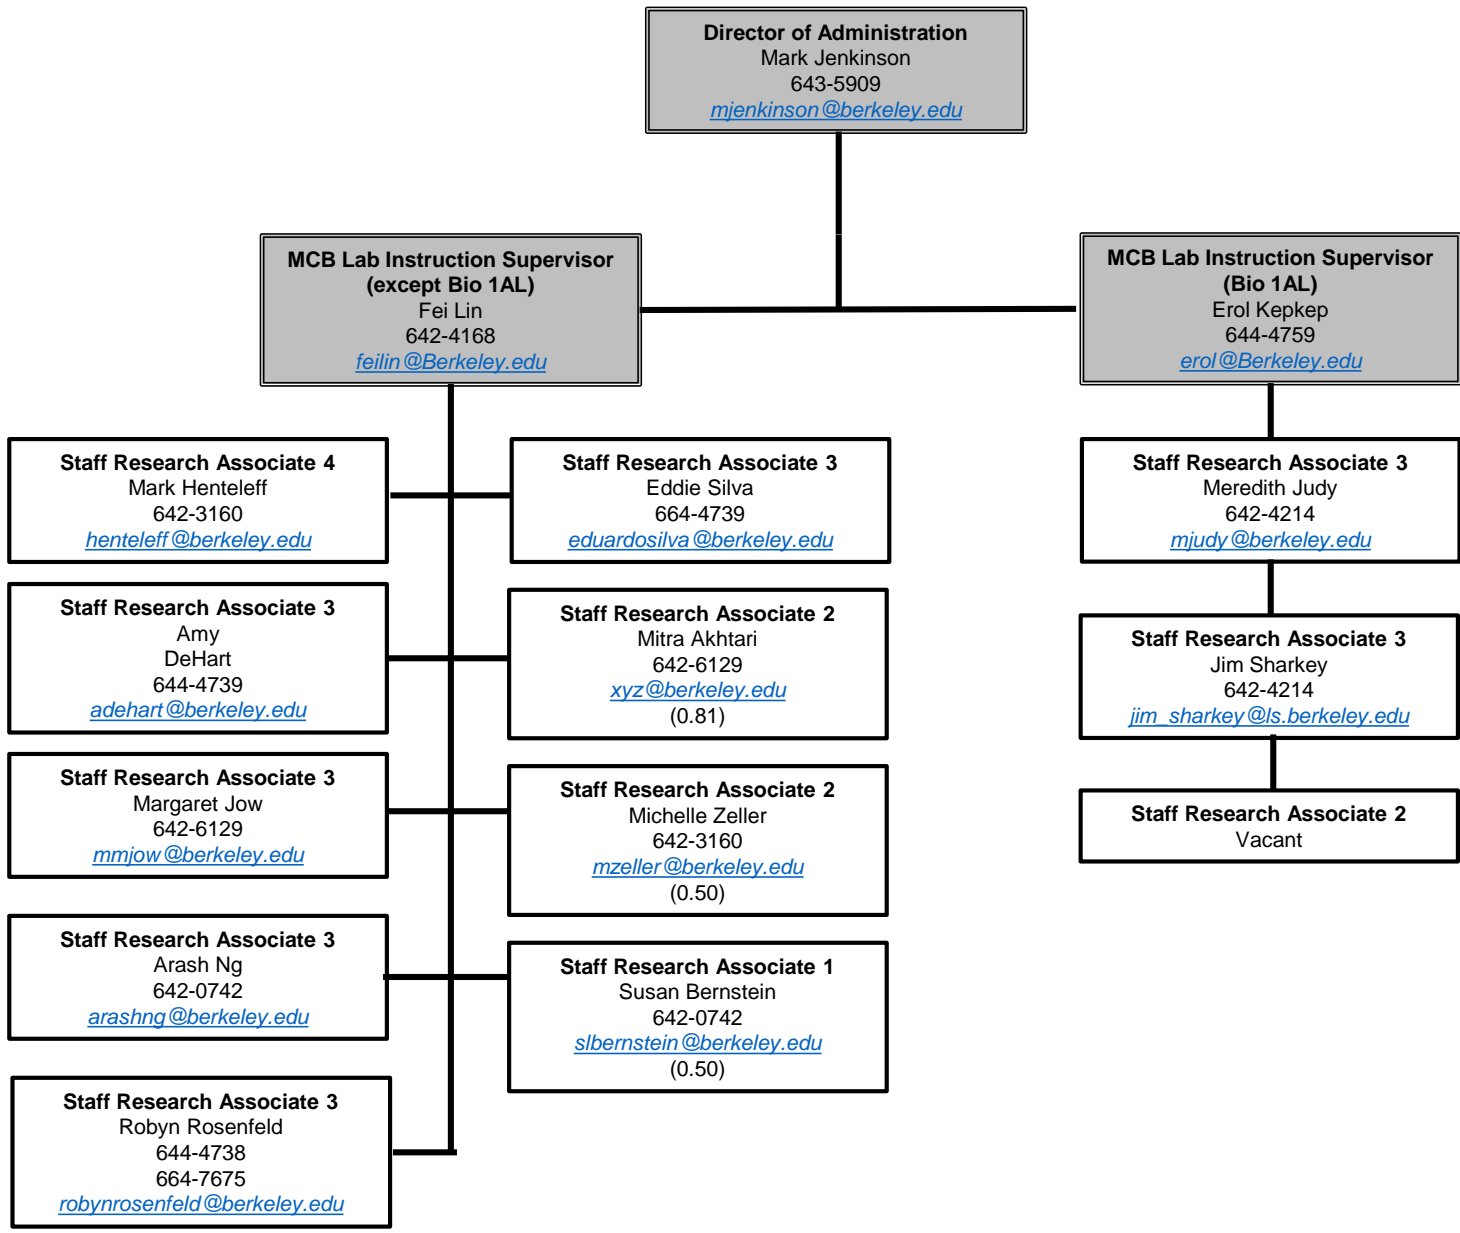 Director of Administration
Mark Jenkinson
643-5909
mjenkinson@berkeley.edu
MCB Lab Instruction Supervisor
(except Bio 1AL)
Fei Lin
642-4168
feilin@Berkeley.edu
MCB Lab Instruction Supervisor
(Bio 1AL)
Erol Kepkep
644-4759
erol@Berkeley.edu
Staff Research Associate 4
Mark Henteleff
642-3160
henteleff@berkeley.edu
Staff Research Associate 3
Eddie Silva
664-4739
eduardosilva@berkeley.edu
Staff Research Associate 3
Meredith Judy
642-4214
mjudy@berkeley.edu
Staff Research Associate 3
Amy
DeHart
644-4739
adehart@berkeley.edu
Staff Research Associate 2
Mitra Akhtari
642-6129
xyz@berkeley.edu
(0.81)
Staff Research Associate 3
Jim Sharkey
642-4214
jim_sharkey@ls.berkeley.edu
Staff Research Associate 3
Margaret Jow
642-6129
mmjow@berkeley.edu
Staff Research Associate 2
Michelle Zeller
642-3160
mzeller@berkeley.edu
(0.50)
Staff Research Associate 2
Vacant
Staff Research Associate 3
Arash Ng
642-0742
arashng@berkeley.edu
Staff Research Associate 1
Susan Bernstein
642-0742
slbernstein@berkeley.edu
(0.50)
Staff Research Associate 3
Robyn Rosenfeld
644-4738
664-7675
robynrosenfeld@berkeley.edu